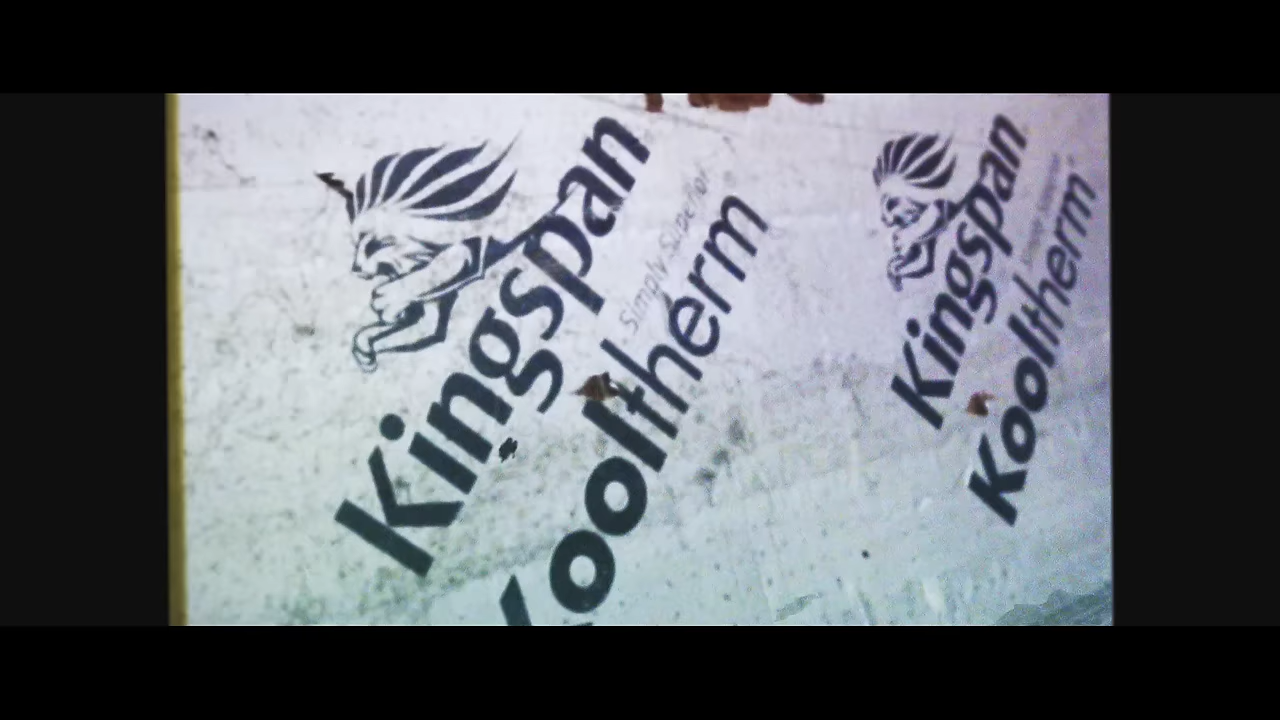 Kingspan
Simply Superior
Kooltherm
Kingspan
Kooltherm